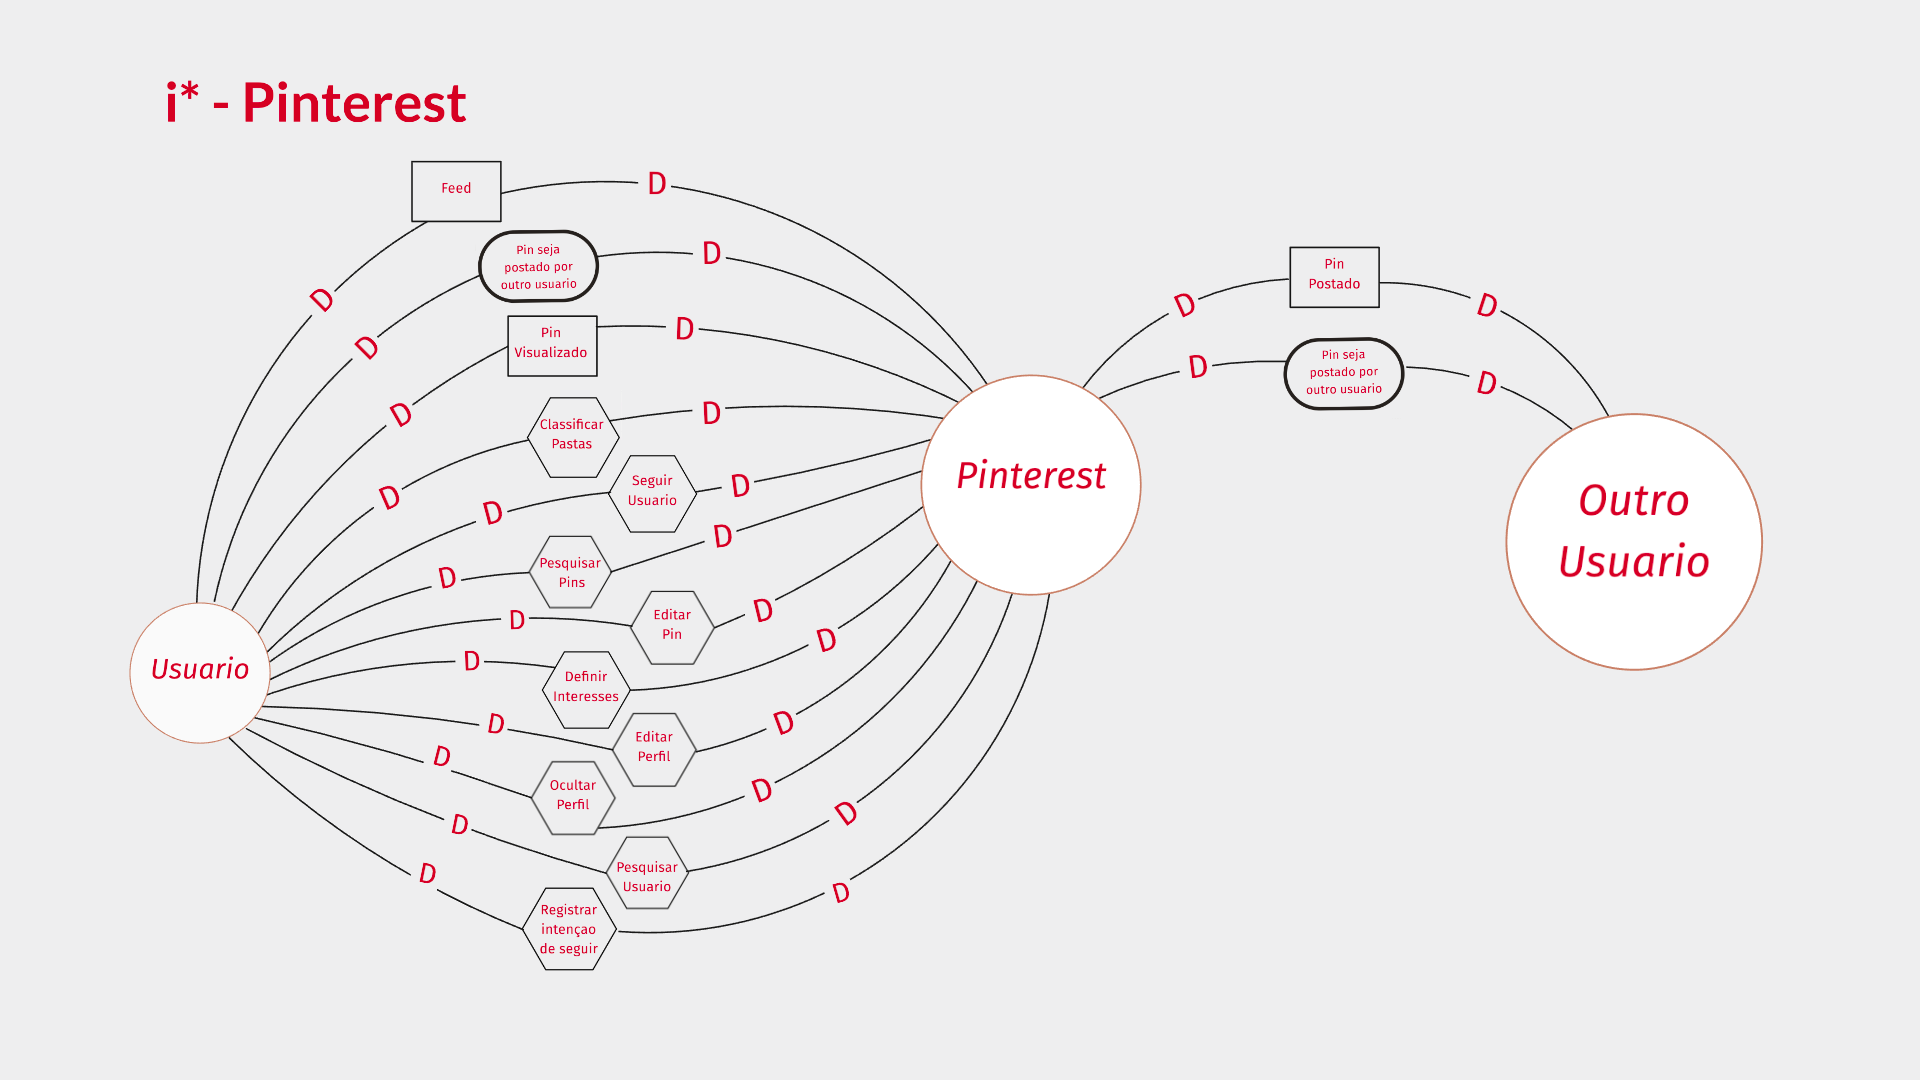 i* - Pinterest
Feed
D
D
Pin seja
postado por
outro usuario
D
D
Pin
Visualizado
D
D
Classificar
Pastas
D
D
Seguir
Usuario
D
D
Pesquisar
Pins
D
D
Editar
Pin
D
D
Definir
Interesses
D
D
Editar
Perfil
D
D
Ocultar
Perfil
D
D
Pesquisar
Usuario
D
D
Registrar
intençao
de seguir
D
D
Usuario
Pinterest
Pin
Postado
D
D
Pin seja
postado por
outro usuario
D
D
Outro
Usuario